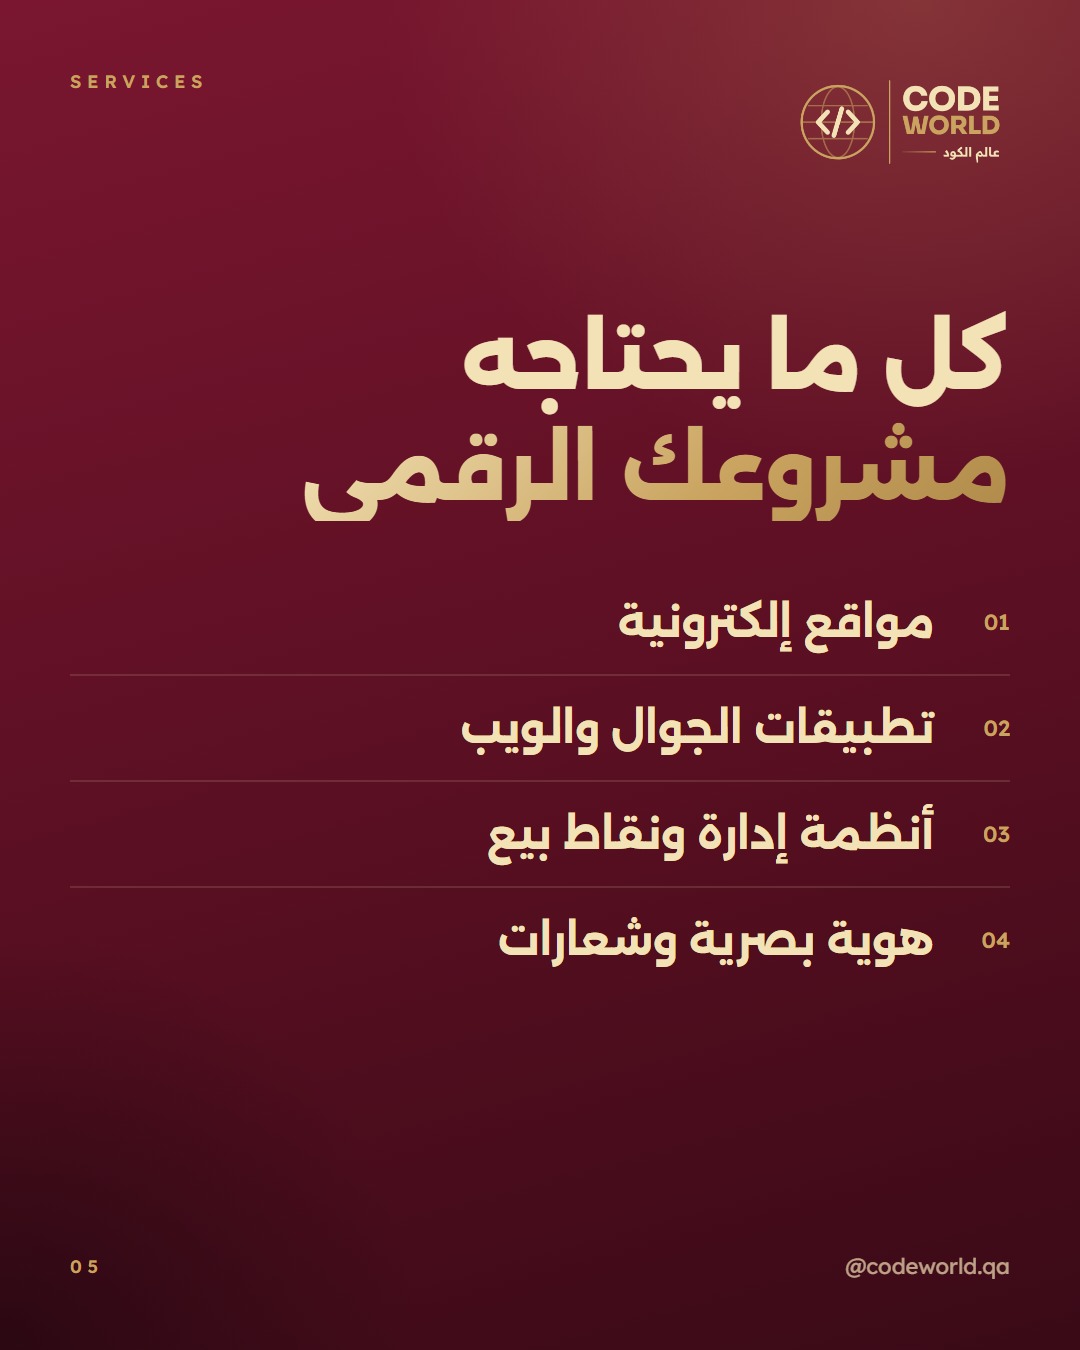 SERVICES
CODE
WORLD
عالم الكود
كل ما يحتاجه
مشروعك الرقمي
01 مواقع إلكترونية
02 تطبيقات الجوال والويب
03 أنظمة إدارة ونقاط بيع
04 هوية بصرية وشعارات
05
@codeworld.qa